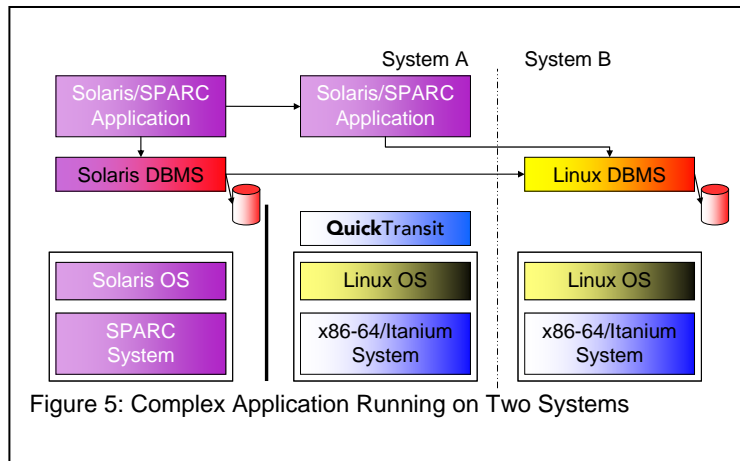 System A
System B
Solaris/SPARC
Application
Solaris/SPARC
Application
Solaris DBMS
Linux DBMS
QuickTransit
Solaris OS
Linux OS
Linux OS
SPARC
System
x86-64/Itanium
System
x86-64/Itanium
System
Figure 5: Complex Application Running on Two Systems